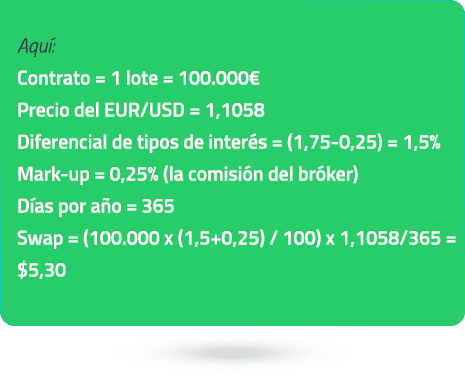 Aquí:
Contrato = 1 lote = 100.000€
Precio del EUR/USD = 1,1058
Diferencial de tipos de interés = (1,75-0,25) = 1,5%
Mark-up = 0,25% (la comisión del bróker)
Días por año = 365
Swap = (100.000 x (1,5+0,25) / 100) x 1,1058/365 =
$5,30